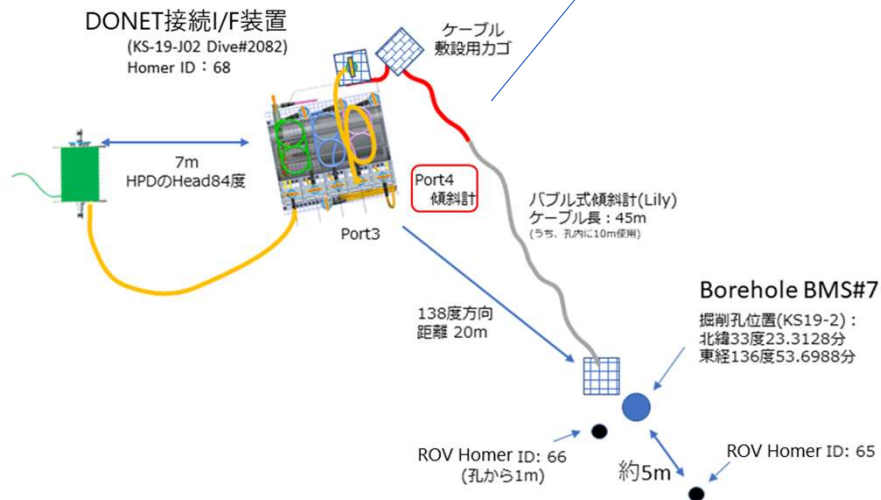 DONET接続I/F装置
(KS-19-J02 Dive#2082)
Homer ID：68
ケーブル
敷設用カゴ
7m
HPDのHead84度
Port4
傾斜計
Port3
バブル式傾斜計(Lily)
ケーブル長：45m
(うち、孔内に10m使用)
138度方向
距離 20m
Borehole BMS#7
掘削孔位置(KS19-2)：
北緯33度23.3128分
東経136度53.6988分
ROV Homer ID: 66
(孔から1m)
約5m
ROV Homer ID: 65